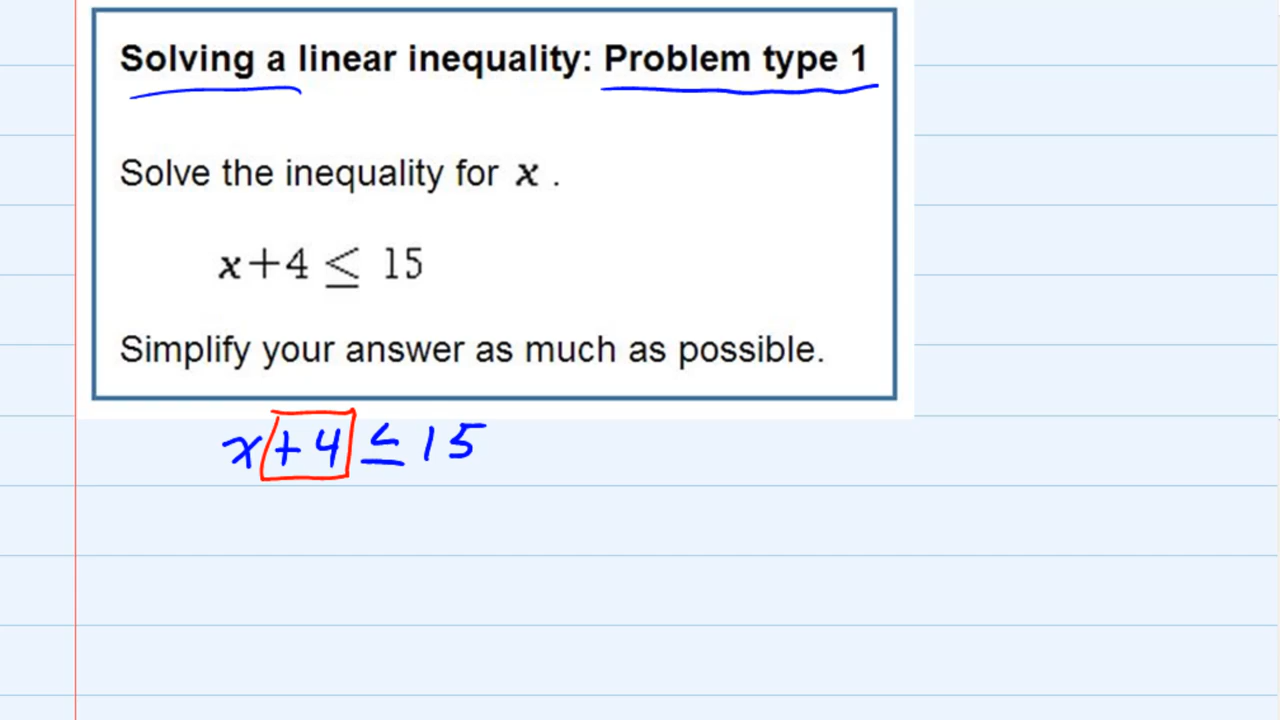 Solving a linear inequality: Problem type 1
Solve the inequality for x .
x+4 ≤ 15
Simplify your answer as much as possible.
x+4 ≤ 15